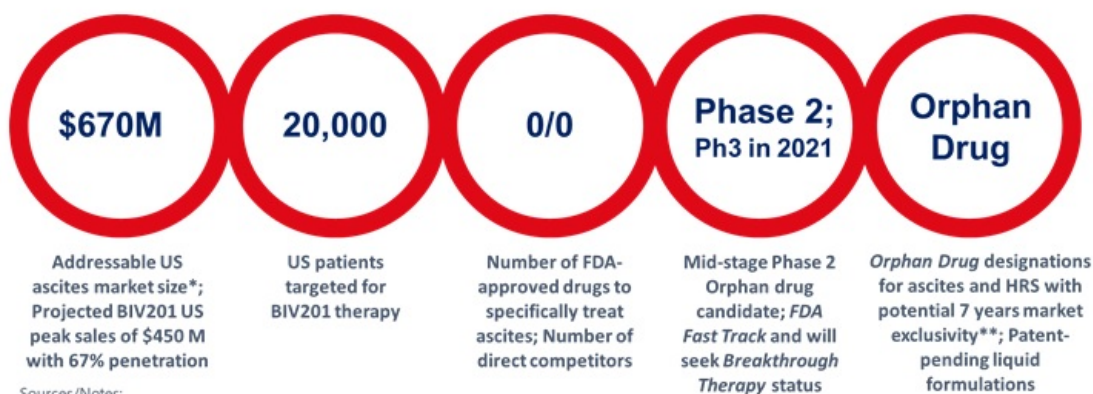 $670M
Addressable US
ascites market size*;
Projected BIV201 US
peak sales of $450 M
with 67% penetration
20,000
US patients
targeted for
BIV201 therapy
0/0
Number of FDA-
approved drugs to
specifically treat
ascites; Number of
direct competitors
Phase 2;
Ph3 in 2021
Mid-stage Phase 2
Orphan drug
candidate; FDA
Fast Track and will
seek Breakthrough
Therapy status
Orphan
Drug
Orphan Drug designations
for ascites and HRS with
potential 7 years market
exclusivity**; Patent-
pending liquid
formulations
Sources/Notes: